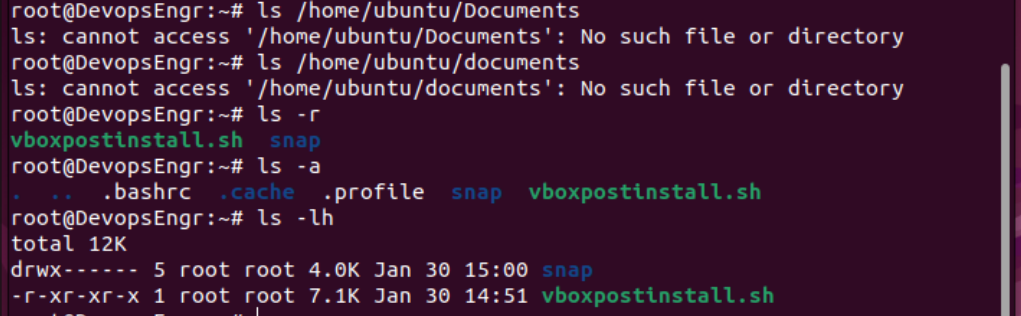 root@DevopsEngr:~# ls /home/ubuntu/Documents
ls: cannot access '/home/ubuntu/Documents': No such file or directory
root@DevopsEngr:~# ls /home/ubuntu/documents
ls: cannot access '/home/ubuntu/documents': No such file or directory
root@DevopsEngr:~# ls -r
vboxpostinstall.sh  snap
root@DevopsEngr:~# ls -a
.  ..  .bashrc  .cache  .profile  snap  vboxpostinstall.sh
root@DevopsEngr:~# ls -lh
total 12K
drwx------ 5 root root 4.0K Jan 30 15:00 snap
-r-xr-xr-x 1 root root 7.1K Jan 30 14:51 vboxpostinstall.sh